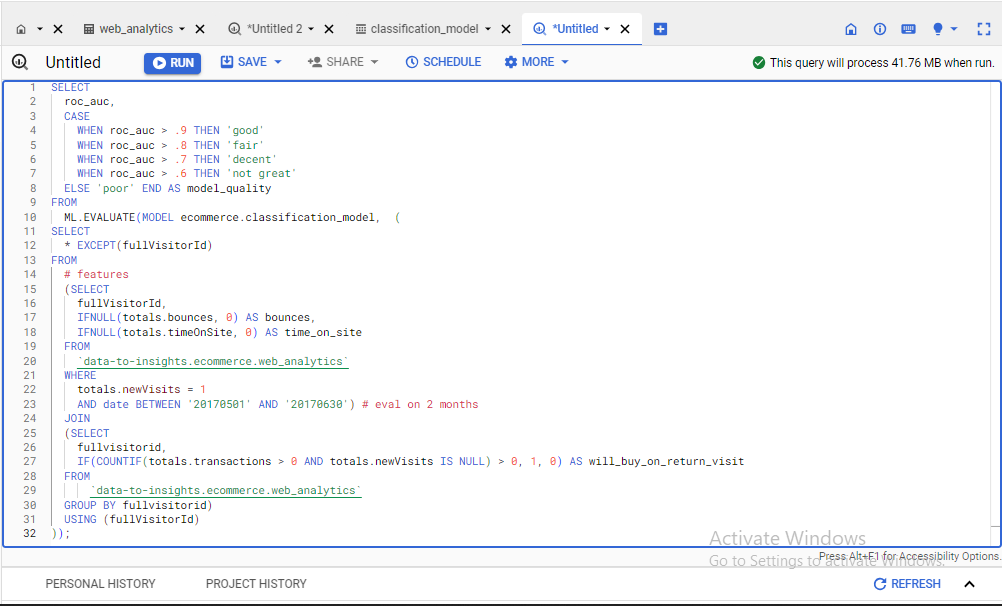 web_analytics *Untitled 2 classification_model *Untitled
Untitled RUN SAVE SHARE SCHEDULE MORE This query will process 41.76 MB when run.
1 SELECT
2 roc_auc,
3 CASE
4 WHEN roc_auc > .9 THEN 'good'
5 WHEN roc_auc > .8 THEN 'fair'
6 WHEN roc_auc > .7 THEN 'decent'
7 WHEN roc_auc > .6 THEN 'not great'
8 ELSE 'poor' END AS model_quality
9 FROM
10 ML.EVALUATE(MODEL ecommerce.classification_model, (
11 SELECT
12 * EXCEPT(fullVisitorId)
13 FROM
14 # features
15 (SELECT
16 fullVisitorId,
17 IFNULL(totals.bounces, 0) AS bounces,
18 IFNULL(totals.timeOnSite, 0) AS time_on_site
19 FROM
20 `data-to-insights.ecommerce.web_analytics`
21 WHERE
22 totals.newVisits = 1
23 AND date BETWEEN '20170501' AND '20170630') # eval on 2 months
24 JOIN
25 (SELECT
26 fullvisitorid,
27 IF(COUNTIF(totals.transactions > 0 AND totals.newVisits IS NULL) > 0, 1, 0) AS will_buy_on_return_visit
28 FROM
29 `data-to-insights.ecommerce.web_analytics`
30 GROUP BY fullvisitorid)
31 USING (fullVisitorId)
32 ));
Activate Windows
Press Alt+F1 for Accessibility Options.
Go to Settings to activate Windows.
PERSONAL HISTORY PROJECT HISTORY REFRESH